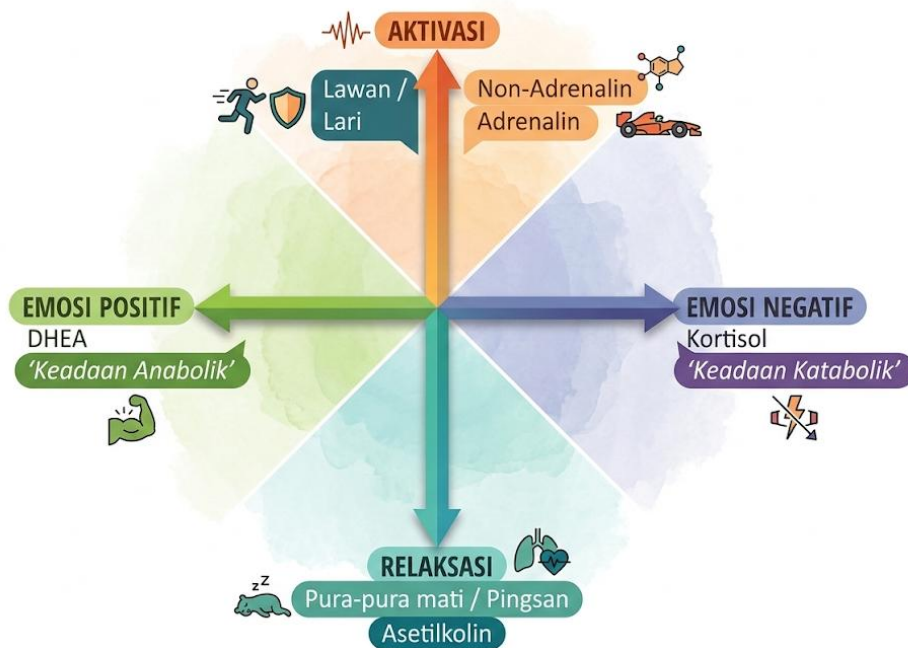 AKTIVASI
Lawan /
Lari
Non-Adrenalin
Adrenalin
EMOSI POSITIF
DHEA
'Keadaan Anabolik'
EMOSI NEGATIF
Kortisol
'Keadaan Katabolik'
RELAKSASI
zZ
Pura-pura mati / Pingsan
Asetilkolin